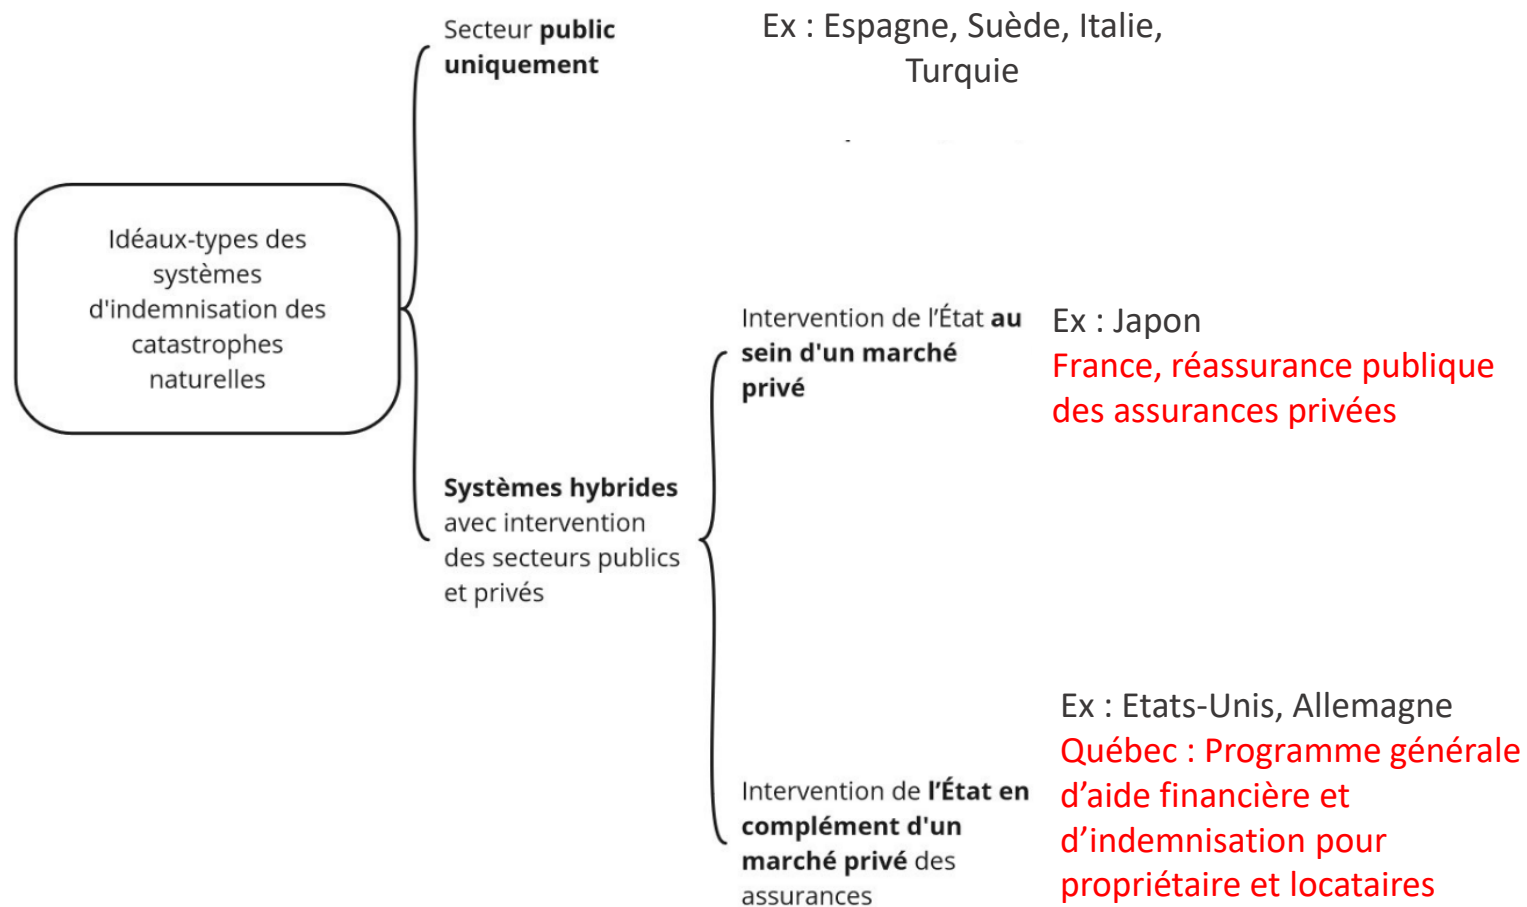 Secteur public
uniquement
Ex : Espagne, Suède, Italie,
Turquie
Idéaux-types des
systèmes
d'indemnisation des
catastrophes
naturelles
Intervention de l’État au
sein d'un marché
privé
Ex : Japon
France, réassurance publique
des assurances privées
Systèmes hybrides
avec intervention
des secteurs publics
et privés
Intervention de l’État en
complément d'un
marché privé des
assurances
Ex : Etats-Unis, Allemagne
Québec : Programme générale
d’aide financière et
d’indemnisation pour
propriétaire et locataires